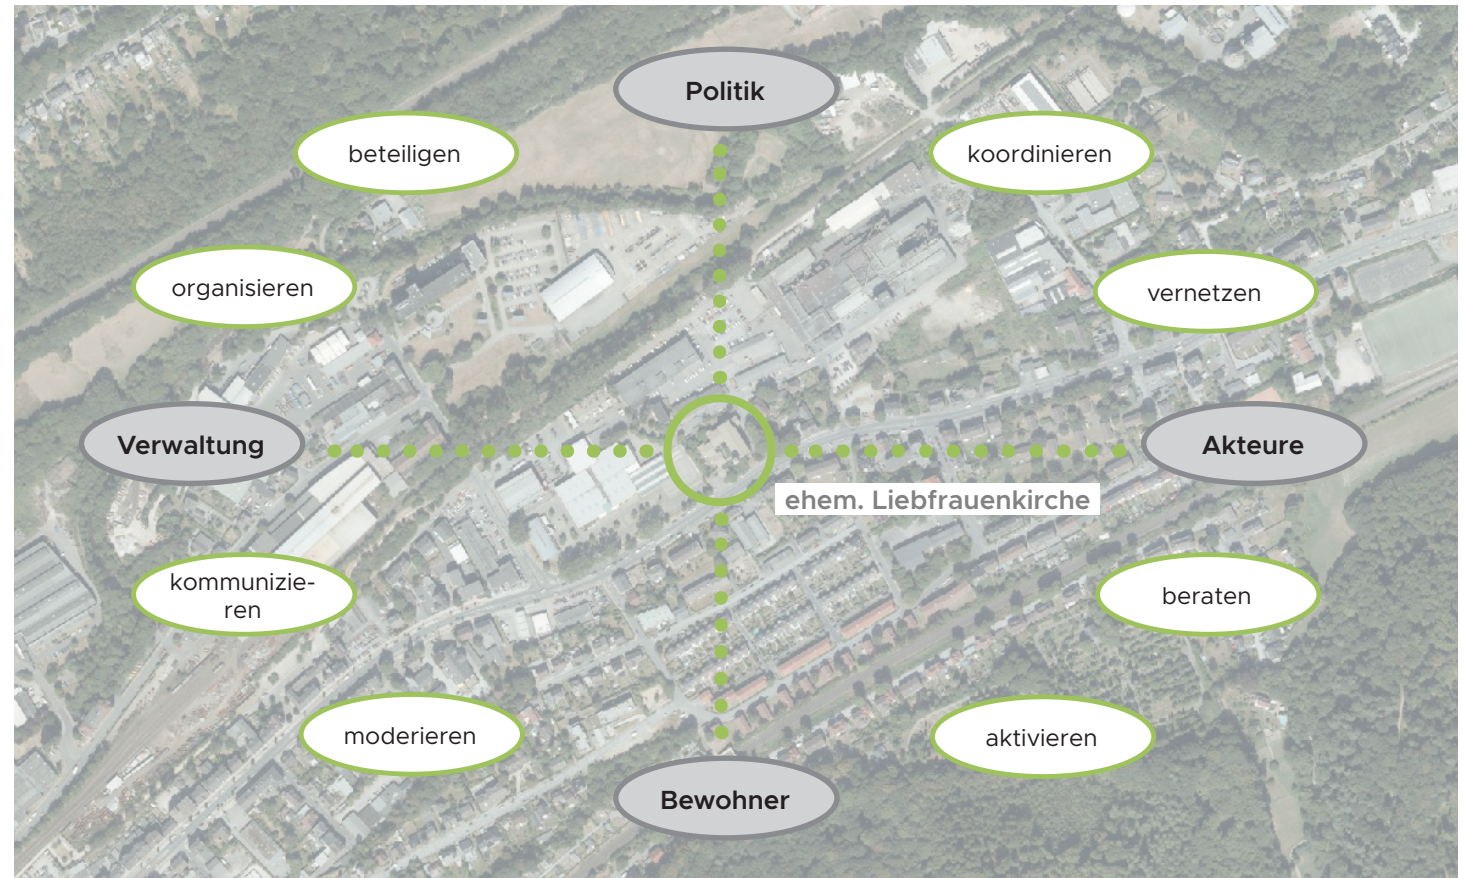 Politik
beteiligen
koordinieren
organisieren
vernetzen
Verwaltung
Akteure
ehem. Liebfrauenkirche
kommunizie-
ren
beraten
moderieren
aktivieren
Bewohner